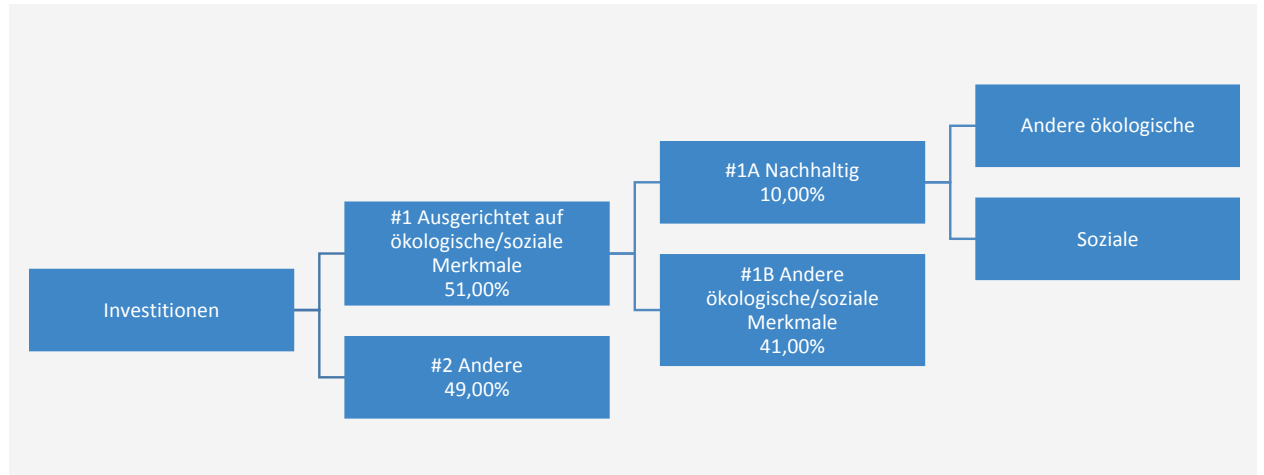 Investitionen
#1 Ausgerichtet auf
ökologische/soziale
Merkmale
51,00%
#2 Andere
49,00%
#1A Nachhaltig
10,00%
#1B Andere
ökologische/soziale
Merkmale
41,00%
Andere ökologische
Soziale